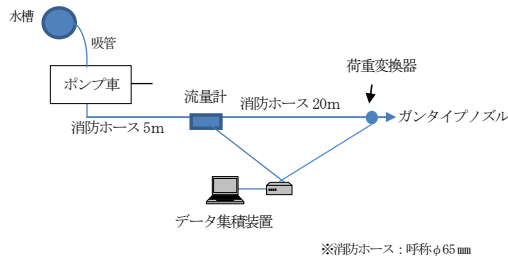 水槽
吸管
ポンプ車
荷重変換器
流量計
消防ホース 20m
ガンタイプノズル
消防ホース 5m
データ集積装置
※消防ホース：呼称φ65㎜